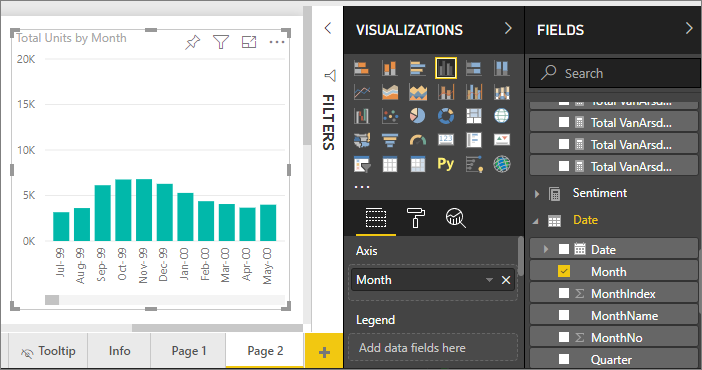 Total Units by Month
20K
15K
10K
5K
0K
Jul-99
Aug-99
Sep-99
Oct-99
Nov-99
Dec-99
Jan-00
Feb-00
Mar-00
Apr-00
May-00
Tooltip
Info
Page 1
Page 2
+
FILTERS
VISUALIZATIONS
123
R
Py
...
Axis
Month
Legend
Add data fields here
FIELDS
Search
Total VanArsd...
Total VanArsd...
Total VanArsd...
Total VanArsd...
Sentiment
Date
Date
Month
Σ MonthIndex
MonthName
Σ MonthNo
Quarter